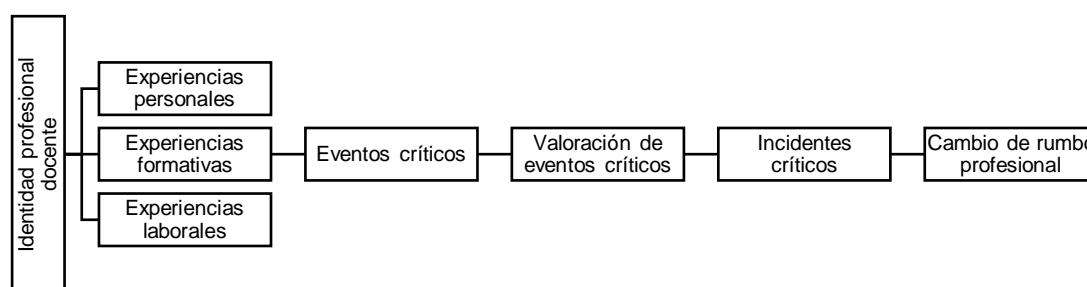 Identidad profesional
docente
Experiencias
personales
Experiencias
formativas
Experiencias
laborales
Eventos críticos
Valoración de
eventos críticos
Incidentes
críticos
Cambio de rumbo
profesional